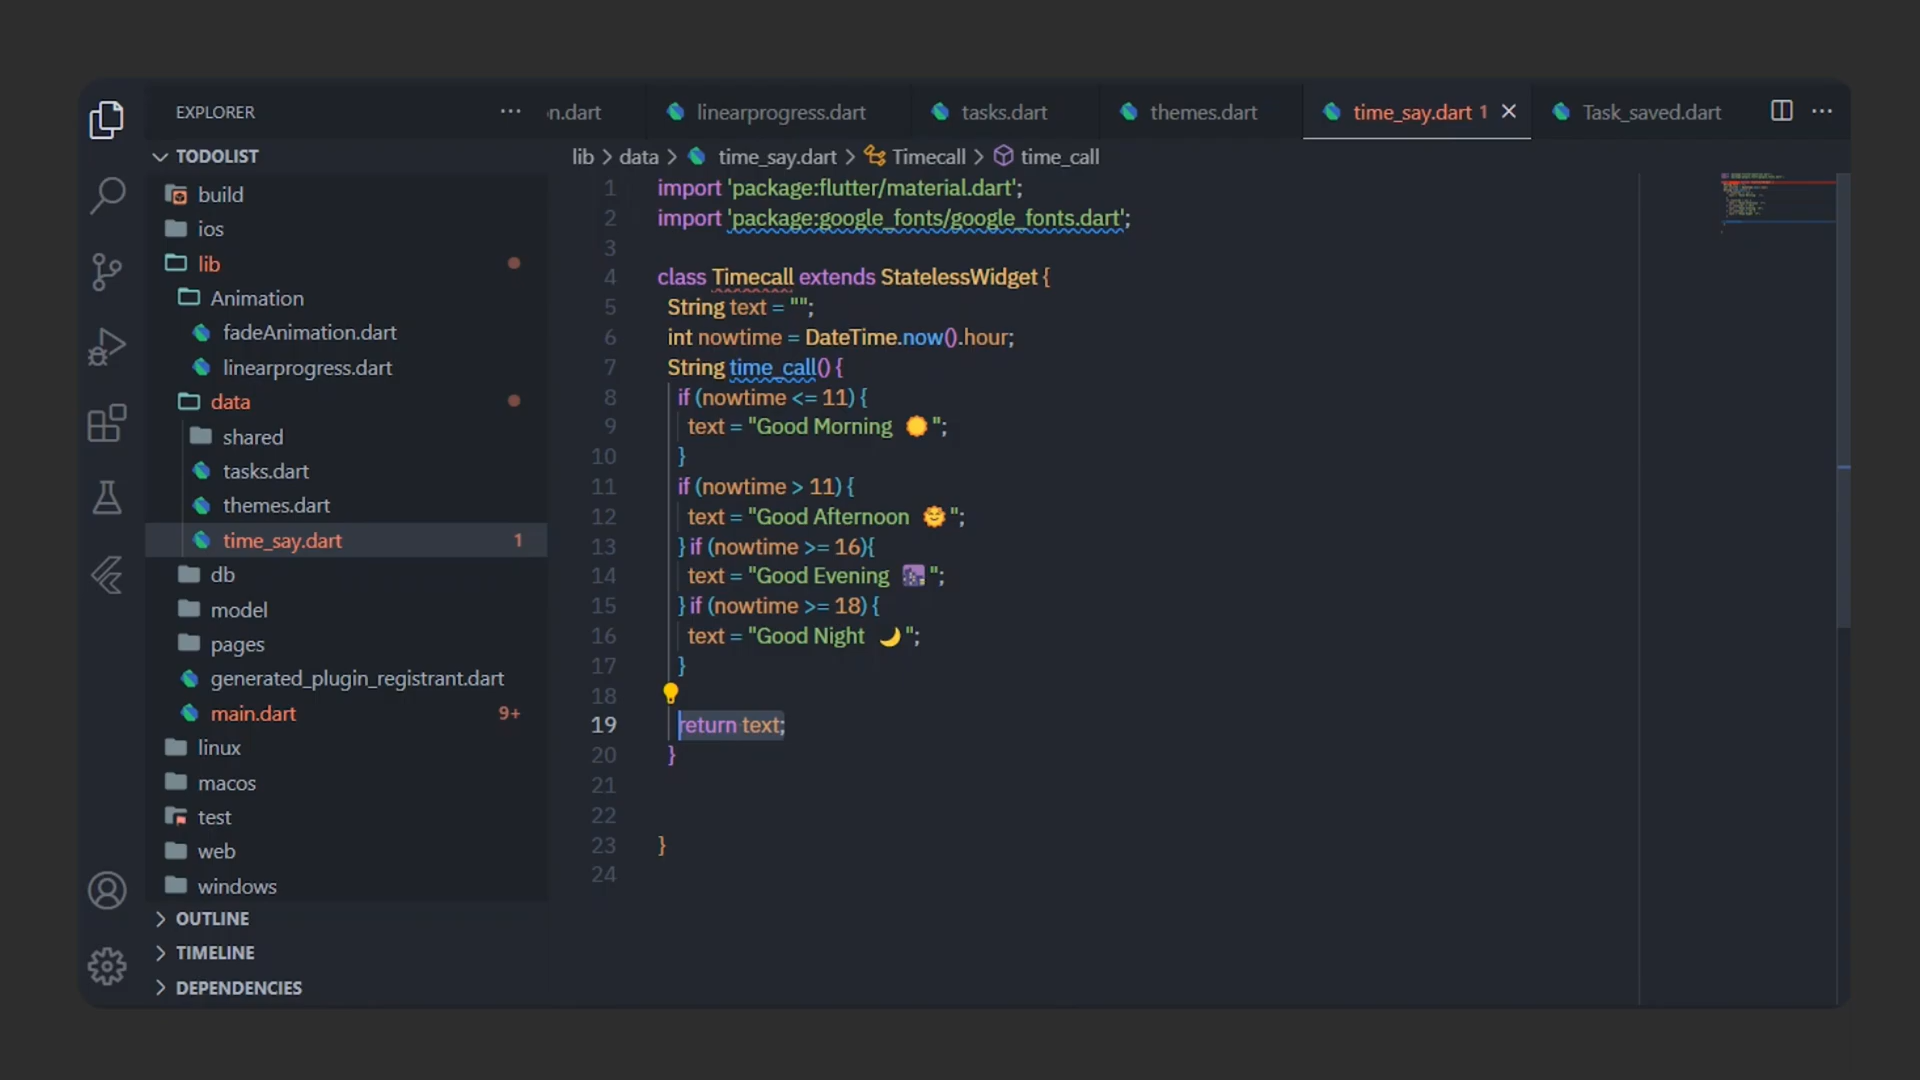 EXPLORER ··· n.dart linearprogress.dart tasks.dart themes.dart time_say.dart 1 Task_saved.dart ···
TODOLIST
build
ios
lib
Animation
fadeAnimation.dart
linearprogress.dart
data
shared
tasks.dart
themes.dart
time_say.dart 1
db
model
pages
generated_plugin_registrant.dart
main.dart 9+
linux
macos
test
web
windows
OUTLINE
TIMELINE
DEPENDENCIES
lib > data > time_say.dart > Timecall > time_call
1 import 'package:flutter/material.dart';
2 import 'package:google_fonts/google_fonts.dart';
3
4 class Timecall extends StatelessWidget {
5 String text = "";
6 int nowtime = DateTime.now().hour;
7 String time_call() {
8 if (nowtime <= 11) {
9 text = "Good Morning 🌞 ";
10 }
11 if (nowtime > 11) {
12 text = "Good Afternoon 🌞 ";
13 } if (nowtime >= 16){
14 text = "Good Evening 🌆 ";
15 } if (nowtime >= 18) {
16 text = "Good Night 🌙 ";
17 }
18
19 return text;
20 }
21
22
23 }
24